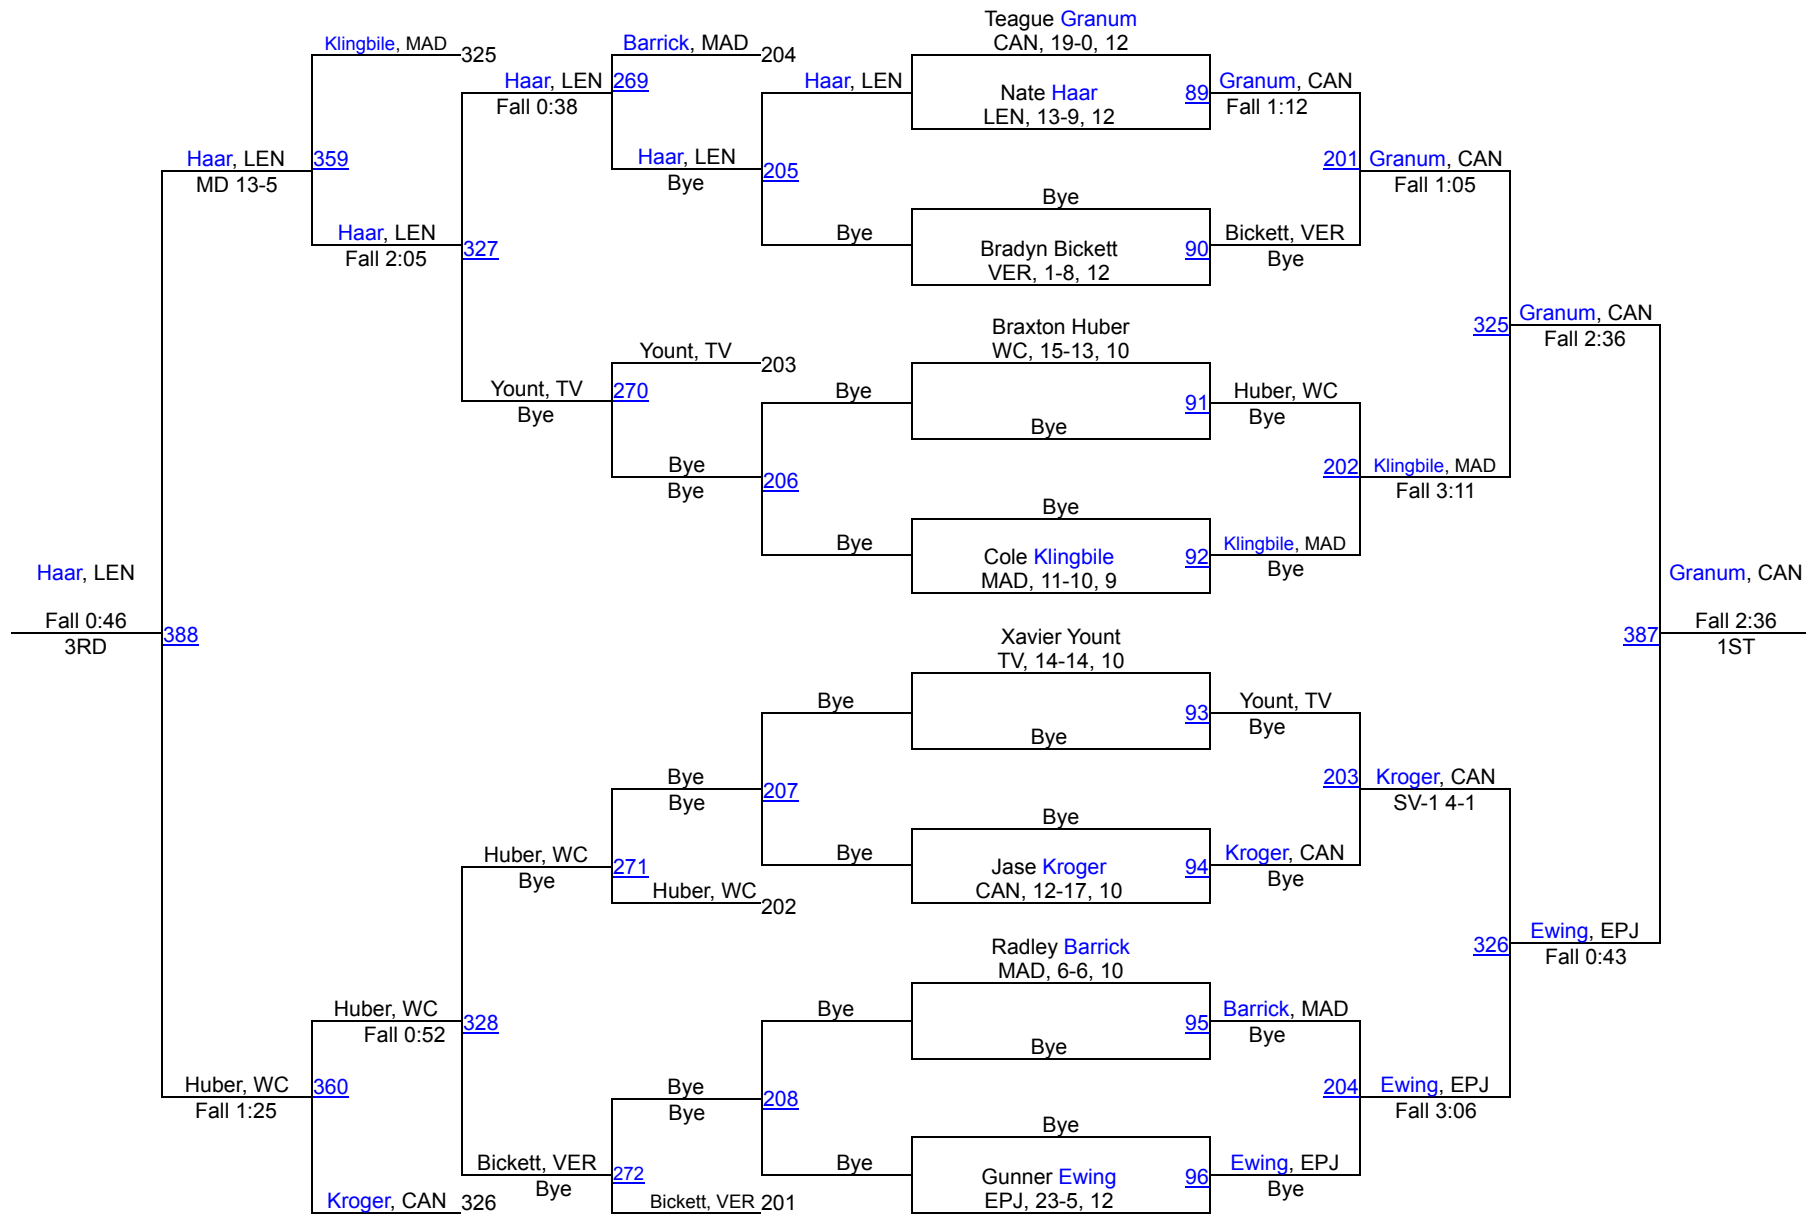 Teague Granum
CAN, 19-0, 12
Klingbile, MAD
325
Barrick, MAD
204
Haar, LEN
269
Fall 0:38
Haar, LEN
Nate Haar
LEN, 13-9, 12
89
Granum, CAN
Fall 1:12
Haar, LEN
MD 13-5
359
Haar, LEN
Bye
205
201
Granum, CAN
Fall 1:05
Haar, LEN
Fall 2:05
327
Bye
Bye
Bradyn Bickett
VER, 1-8, 12
90
Bickett, VER
Bye
Braxton Huber
WC, 15-13, 10
325
Granum, CAN
Fall 2:36
Yount, TV
203
Yount, TV
Bye
270
Bye
91
Bye
Huber, WC
Bye
Bye
Bye
206
202
Klingbile, MAD
Fall 3:11
Bye
Bye
Cole Klingbile
MAD, 11-10, 9
92
Klingbile, MAD
Bye
Haar, LEN
Fall 0:46
3RD
388
Granum, CAN
387
Fall 2:36
1ST
Xavier Yount
TV, 14-14, 10
Bye
93
Bye
Yount, TV
Bye
Bye
Bye
207
203
Kroger, CAN
SV-1 4-1
Huber, WC
Bye
271
Huber, WC
202
Bye
Bye
Jase Kroger
CAN, 12-17, 10
94
Kroger, CAN
Bye
Radley Barrick
MAD, 6-6, 10
326
Ewing, EPJ
Fall 0:43
Huber, WC
Fall 0:52
328
Bye
95
Bye
Barrick, MAD
Bye
Huber, WC
Fall 1:25
360
Bye
Bye
208
204
Ewing, EPJ
Fall 3:06
Bickett, VER
Bye
272
Bye
Bye
Gunner Ewing
EPJ, 23-5, 12
96
Ewing, EPJ
Bye
Kroger, CAN
326
Bickett, VER
201